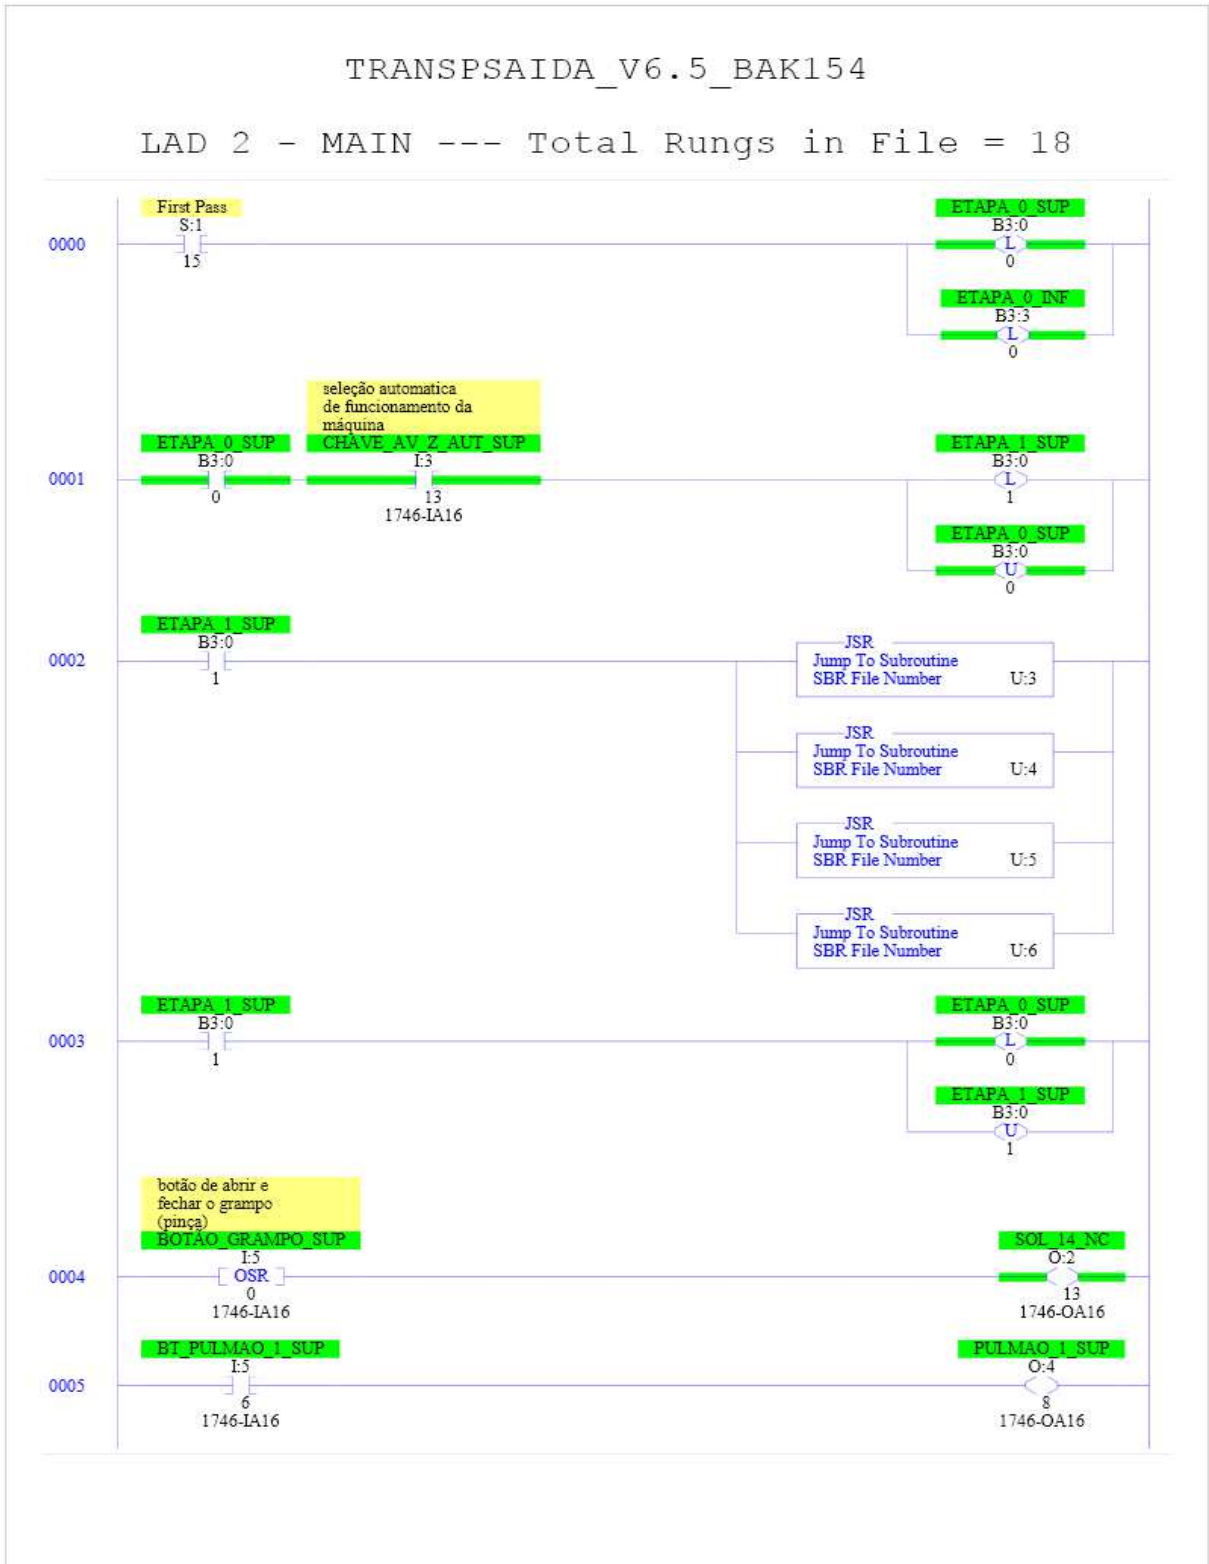 TRANSPSAIDA_V6.5_BAK154
LAD 2 - MAIN --- Total Rungs in File = 18
First Pass
S:1
15
0000
ETAPA_0_SUP
B3:0
L
0
ETAPA_0_INF
B3:3
L
0
seleção automatica
de funcionamento da
máquina
ETAPA_0_SUP
B3:0
0
CHAVE_AV_Z_AUT_SUP
I:3
13
1746-IA16
0001
ETAPA_1_SUP
B3:0
L
1
ETAPA_0_SUP
B3:0
U
0
ETAPA_1_SUP
B3:0
1
0002
JSR
Jump To Subroutine
SBR File Number U:3
JSR
Jump To Subroutine
SBR File Number U:4
JSR
Jump To Subroutine
SBR File Number U:5
JSR
Jump To Subroutine
SBR File Number U:6
ETAPA_1_SUP
B3:0
1
0003
ETAPA_0_SUP
B3:0
L
0
ETAPA_1_SUP
B3:0
U
1
botão de abrir e
fechar o grampo
(pinça)
BOTÃO_GRAMPO_SUP
I:5
OSR
0
1746-IA16
0004
SOL_14_NC
O:2
13
1746-OA16
BT_PULMAO_1_SUP
I:5
6
1746-IA16
0005
PULMAO_1_SUP
O:4
8
1746-OA16